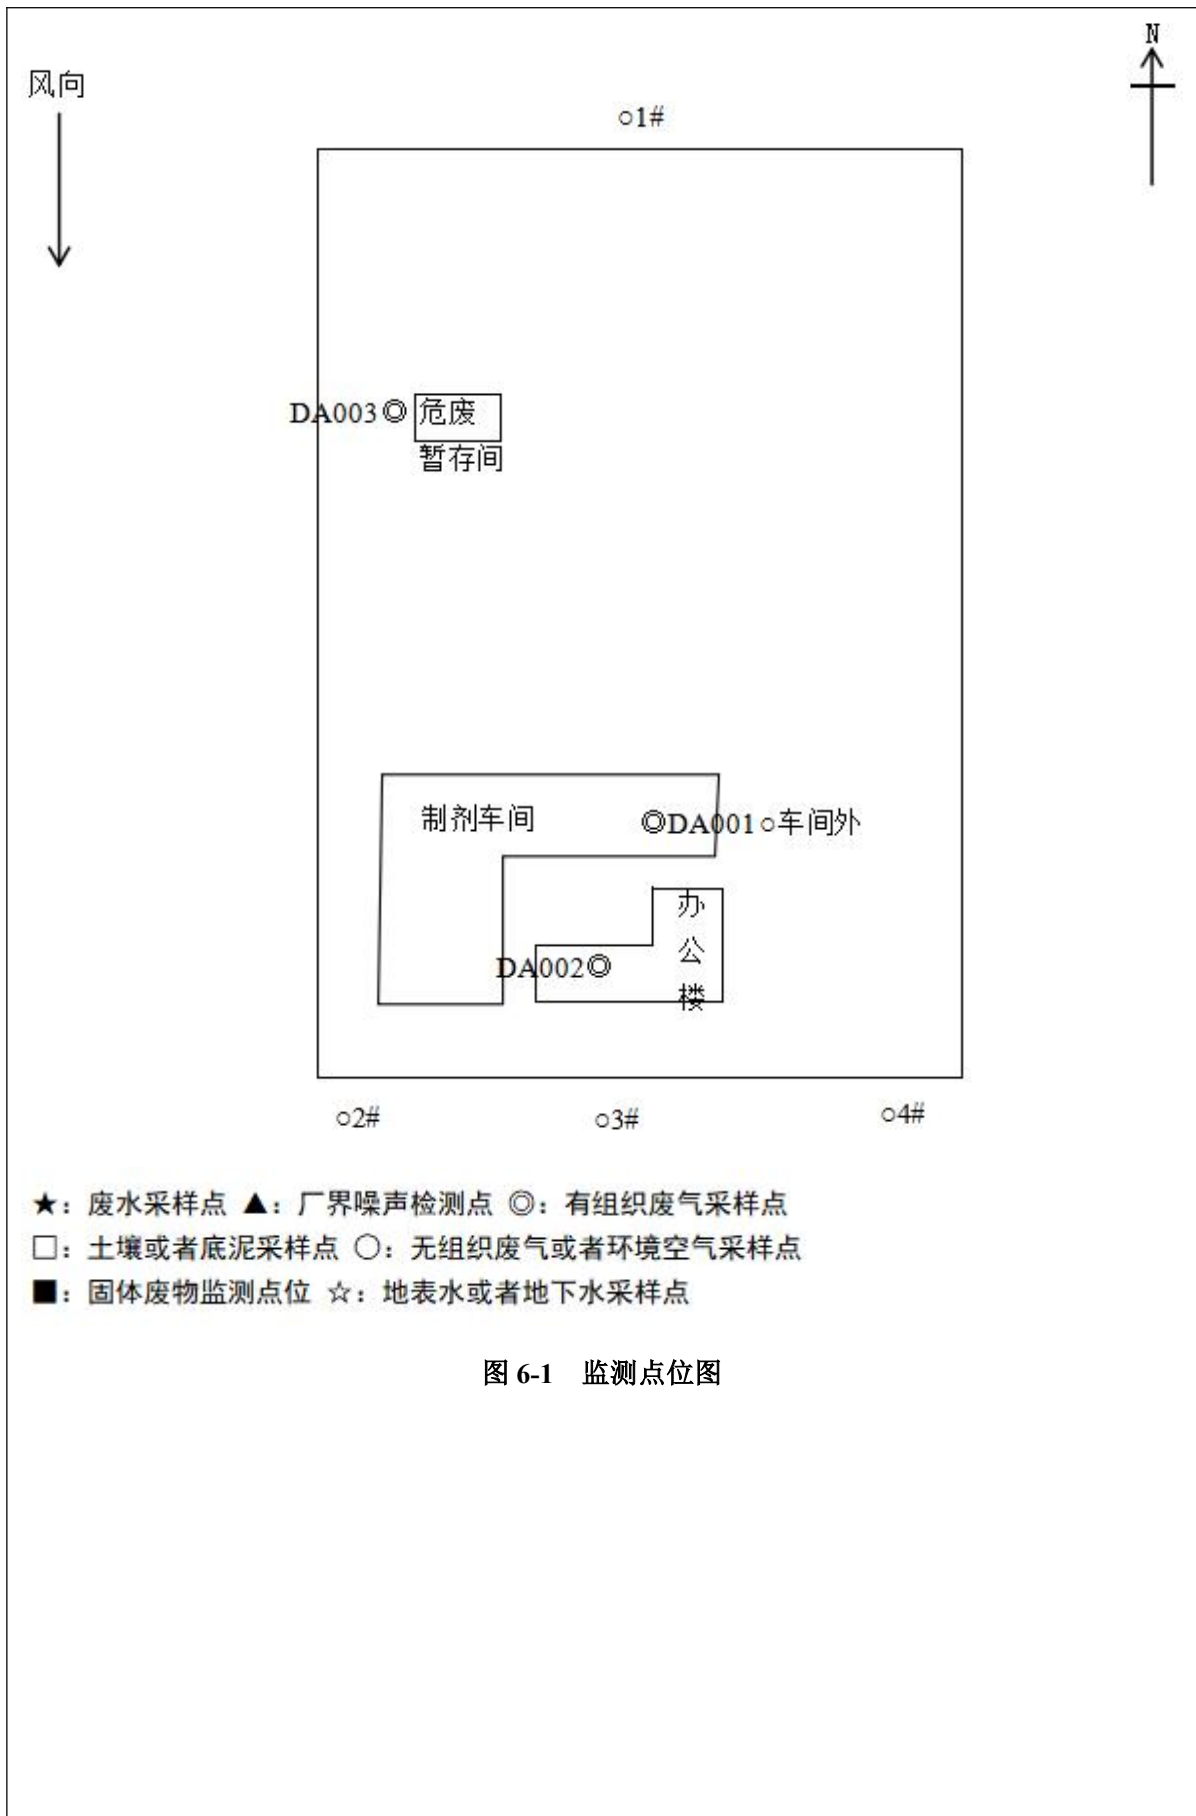 N
风向
○1#
DA003◎ 危废
暂存间
制剂车间 ◎DA001○车间外
办
公
楼
DA002◎
○2# ○3# ○4#
★：废水采样点 ▲：厂界噪声检测点 ◎：有组织废气采样点
□：土壤或者底泥采样点 ○：无组织废气或者环境空气采样点
■：固体废物监测点位 ☆：地表水或者地下水采样点
图 6-1 监测点位图